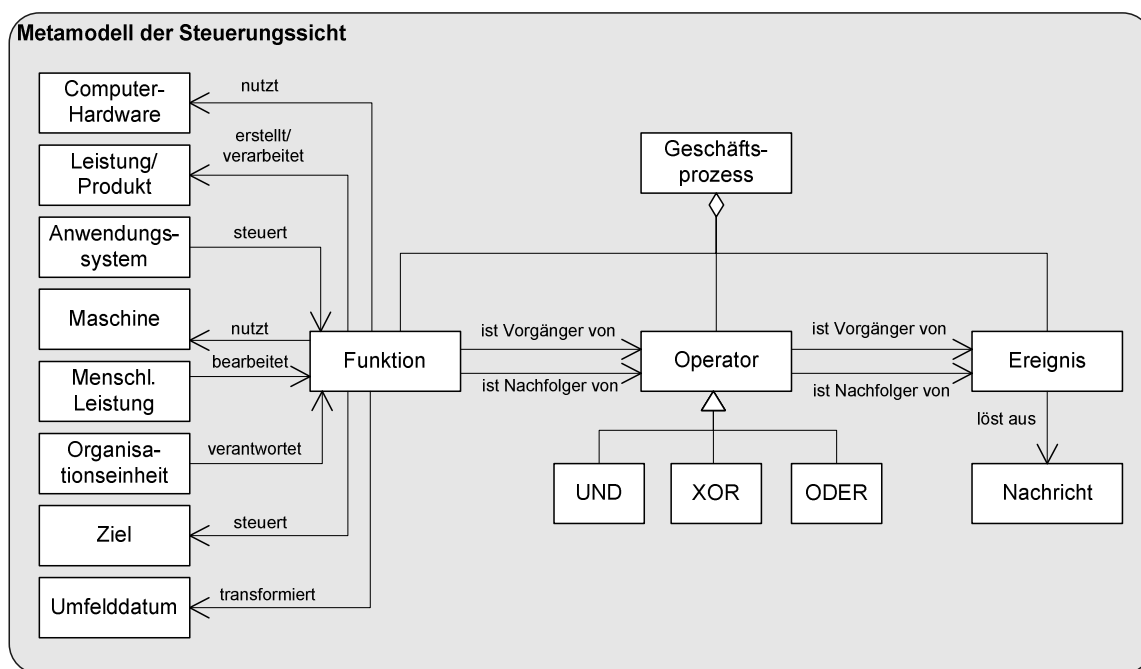 Metamodell der Steuerungssicht
Computer-
Hardware
nutzt
Leistung/
Produkt
erstellt/
verarbeitet
Anwendungs-
system
steuert
Maschine
nutzt
Menschl.
Leistung
bearbeitet
Organisa-
tionseinheit
verantwortet
Ziel
steuert
Umfelddatum
transformiert
Geschäfts-
prozess
Funktion
ist Vorgänger von
ist Nachfolger von
Operator
ist Vorgänger von
ist Nachfolger von
Ereignis
löst aus
UND
XOR
ODER
Nachricht